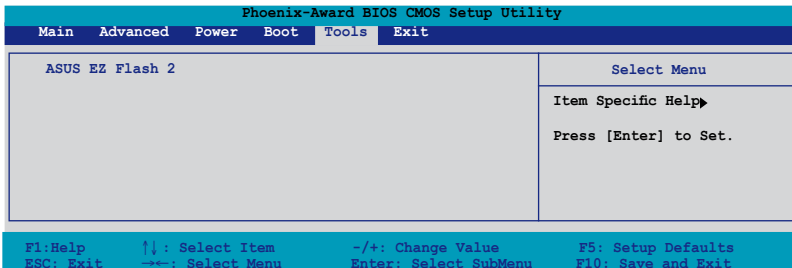 Phoenix-Award BIOS CMOS Setup Utility
Main Advanced Power Boot Tools Exit
ASUS EZ Flash 2
Select Menu
Item Specific Help▶
Press [Enter] to Set.
F1:Help ↑↓: Select Item -/+: Change Value F5: Setup Defaults
ESC: Exit →←: Select Menu Enter: Select SubMenu F10: Save and Exit